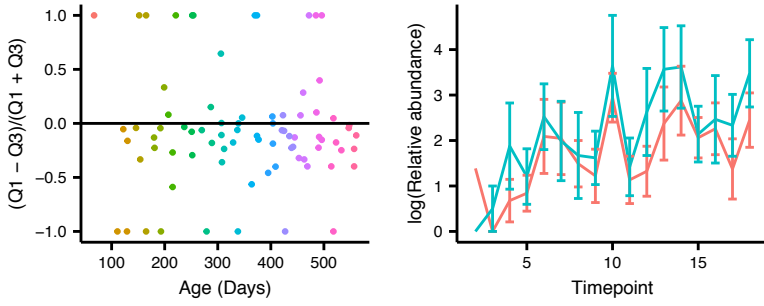 (Q1 − Q3)/(Q1 + Q3)
1.0
0.5
0.0
−0.5
−1.0
100 200 300 400 500
Age (Days)
log(Relative abundance)
4
3
2
1
0
5 10 15
Timepoint